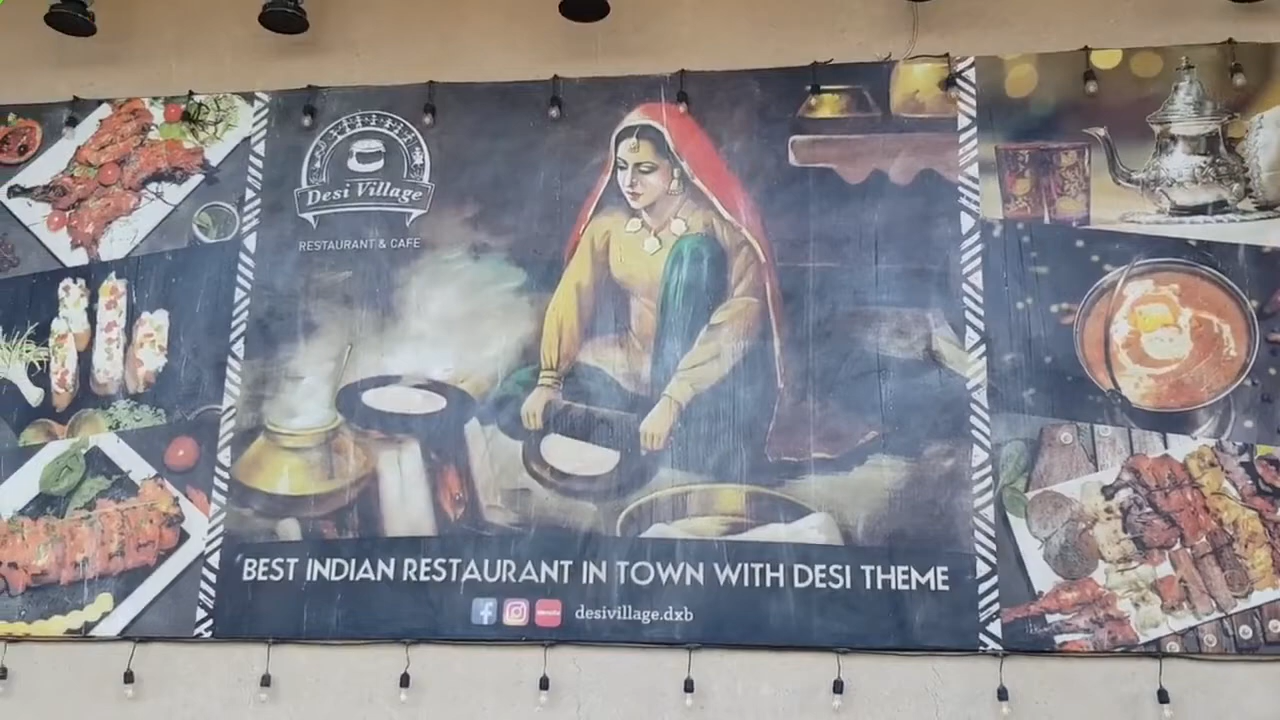 Desi Village
RESTAURANT & CAFE
"BEST INDIAN RESTAURANT IN TOWN WITH DESI THEME
desivillage.dxb